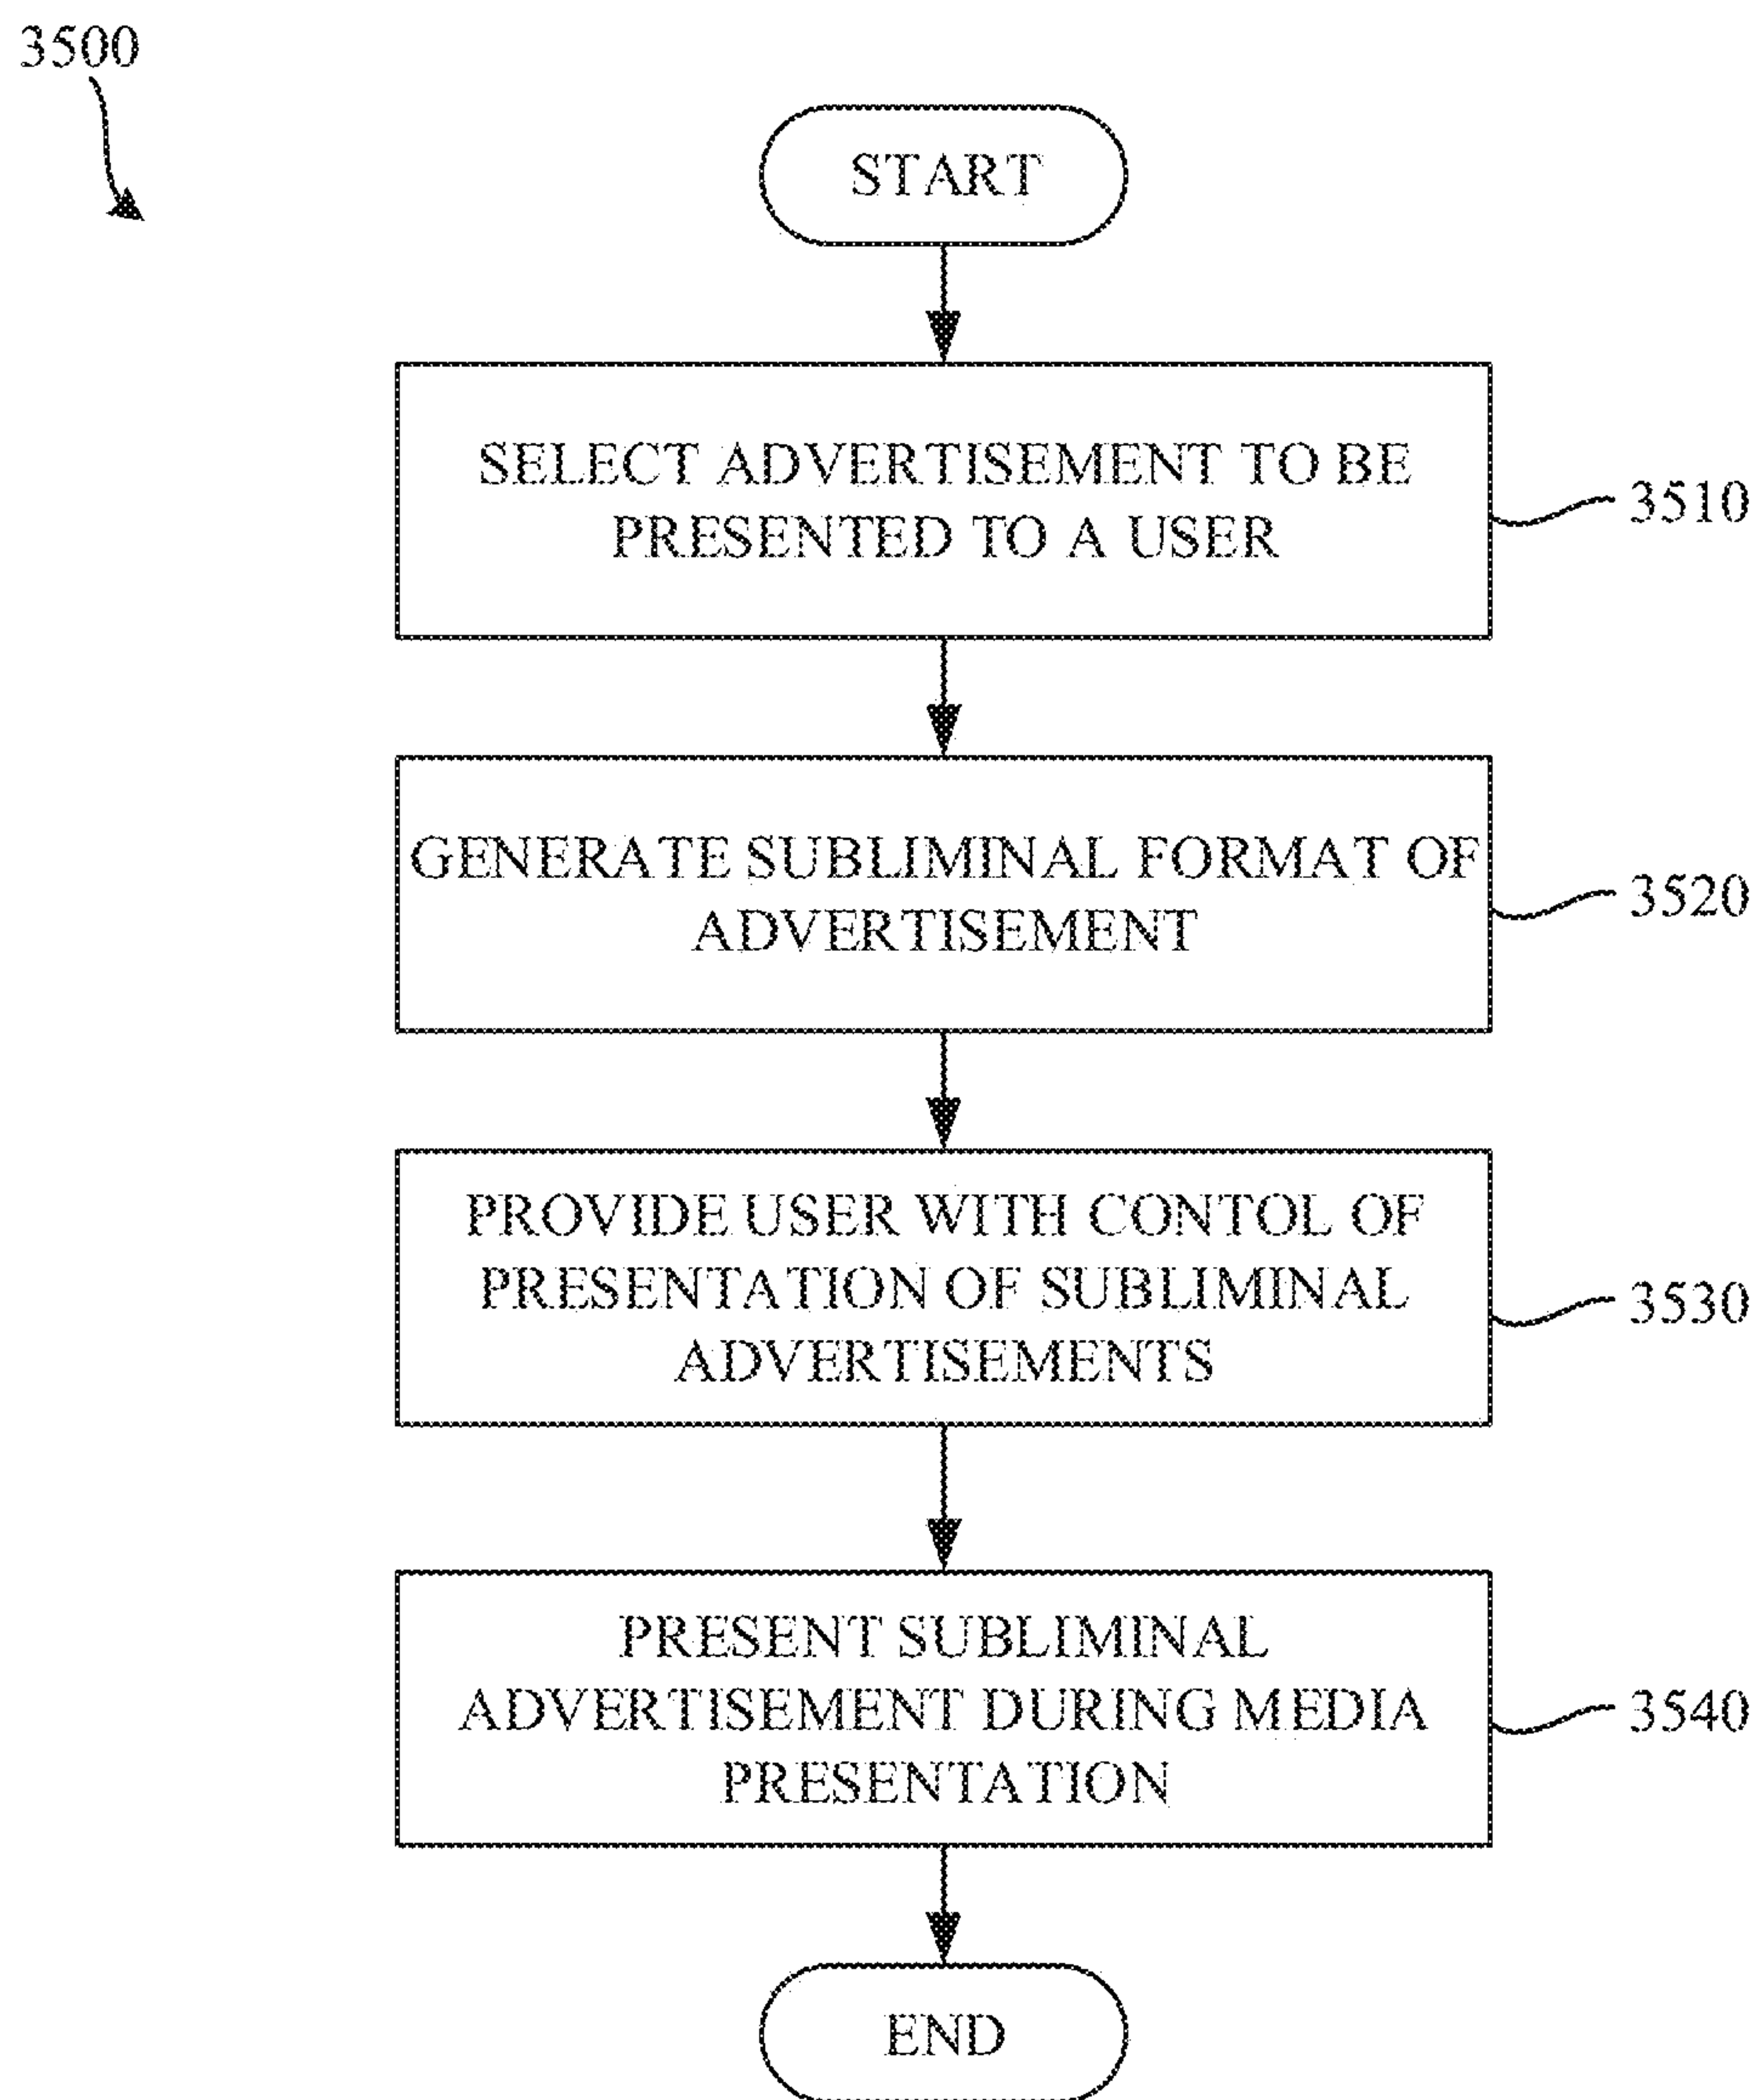 3500
START
SELECT ADVERTISEMENT TO BE
PRESENTED TO A USER
3510
GENERATE SUBLIMINAL FORMAT OF
ADVERTISEMENT
3520
PROVIDE USER WITH CONTOL OF
PRESENTATION OF SUBLIMINAL
ADVERTISEMENTS
3530
PRESENT SUBLIMINAL
ADVERTISEMENT DURING MEDIA
PRESENTATION
3540
END